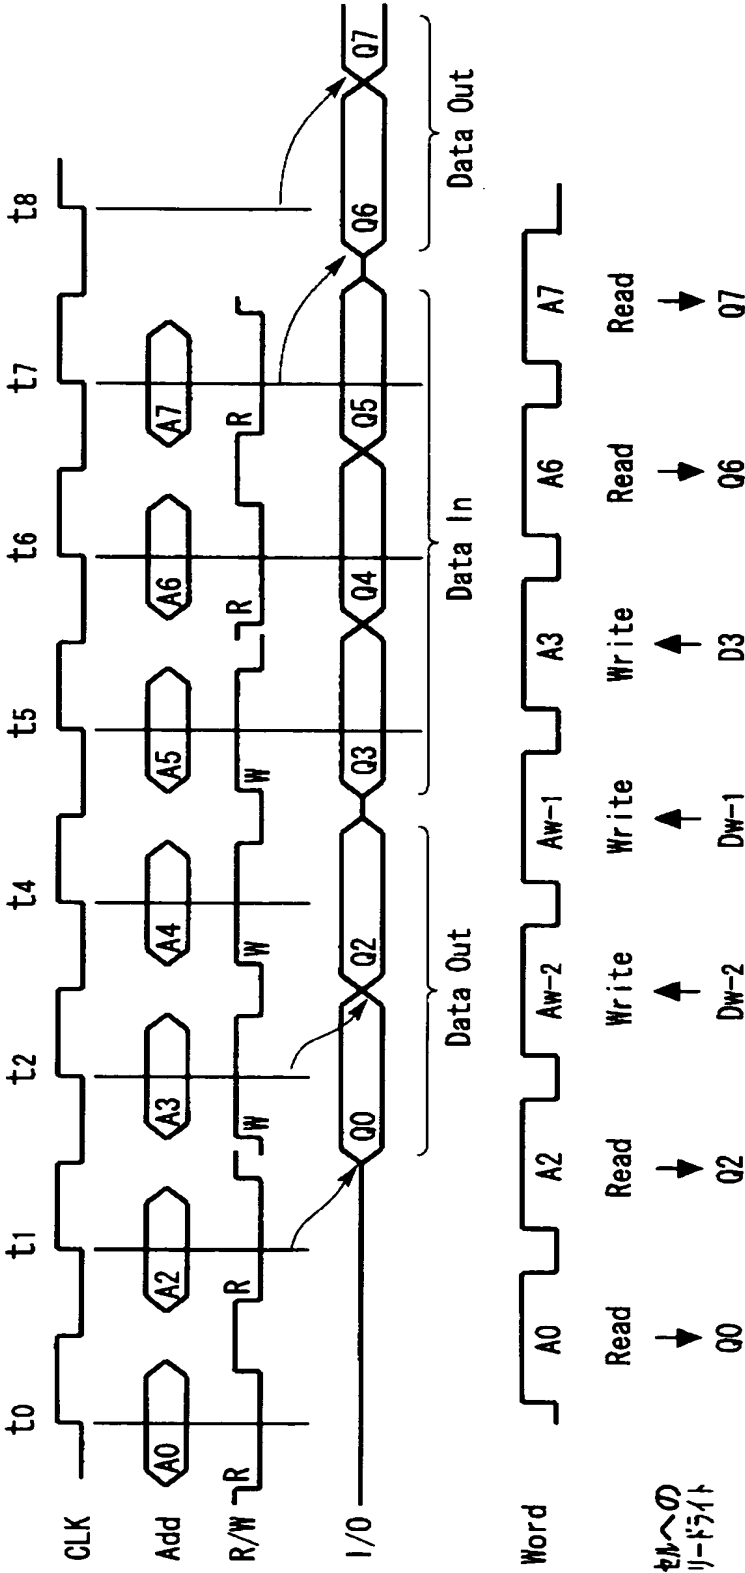 t0 t1 t2 t4 t5 t6 t7 t8
CLK
Add A0 A2 A3 A4 A5 A6 A7
R/W R R W W W R R
I/O Q0 Q2 Q3 Q4 Q5 Q6 Q7
Data Out Data In Data Out
Word A0 A2 Aw-2 Aw-1 A3 A6 A7
Read Read Write Write Write Read Read
セルへの
リードライト
Q0 Q2 Dw-2 Dw-1 D3 Q6 Q7